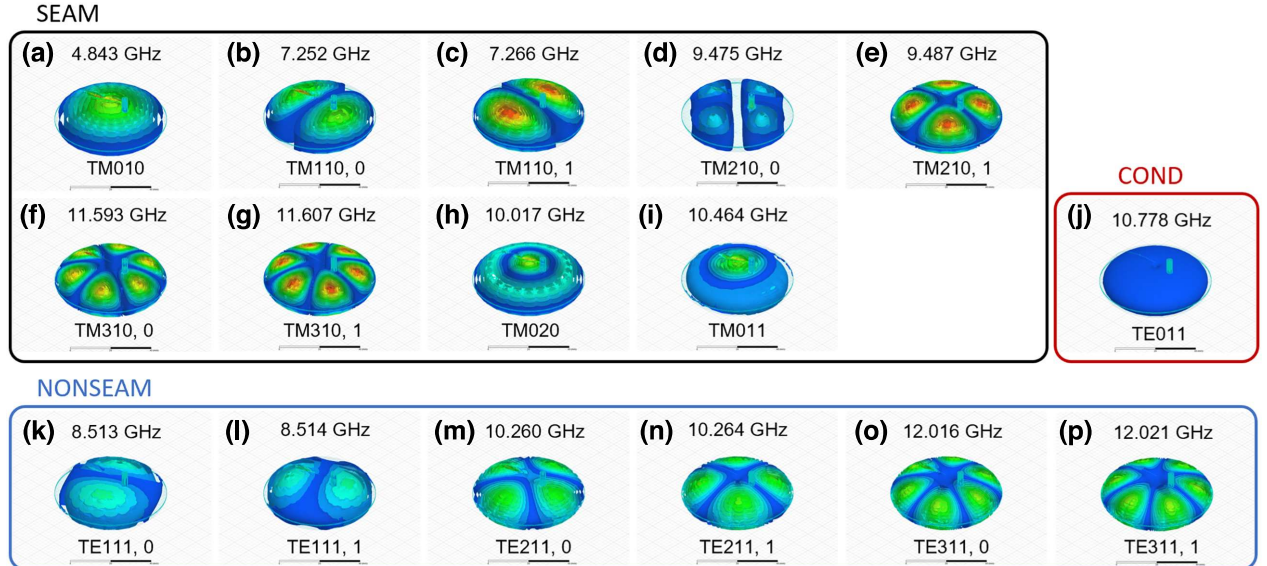 SEAM
(a) 4.843 GHz (b) 7.252 GHz (c) 7.266 GHz (d) 9.475 GHz (e) 9.487 GHz
TM010 TM110, 0 TM110, 1 TM210, 0 TM210, 1
COND
(f) 11.593 GHz (g) 11.607 GHz (h) 10.017 GHz (i) 10.464 GHz (j) 10.778 GHz
TM310, 0 TM310, 1 TM020 TM011 TE011
NONSEAM
(k) 8.513 GHz (l) 8.514 GHz (m) 10.260 GHz (n) 10.264 GHz (o) 12.016 GHz (p) 12.021 GHz
TE111, 0 TE111, 1 TE211, 0 TE211, 1 TE311, 0 TE311, 1